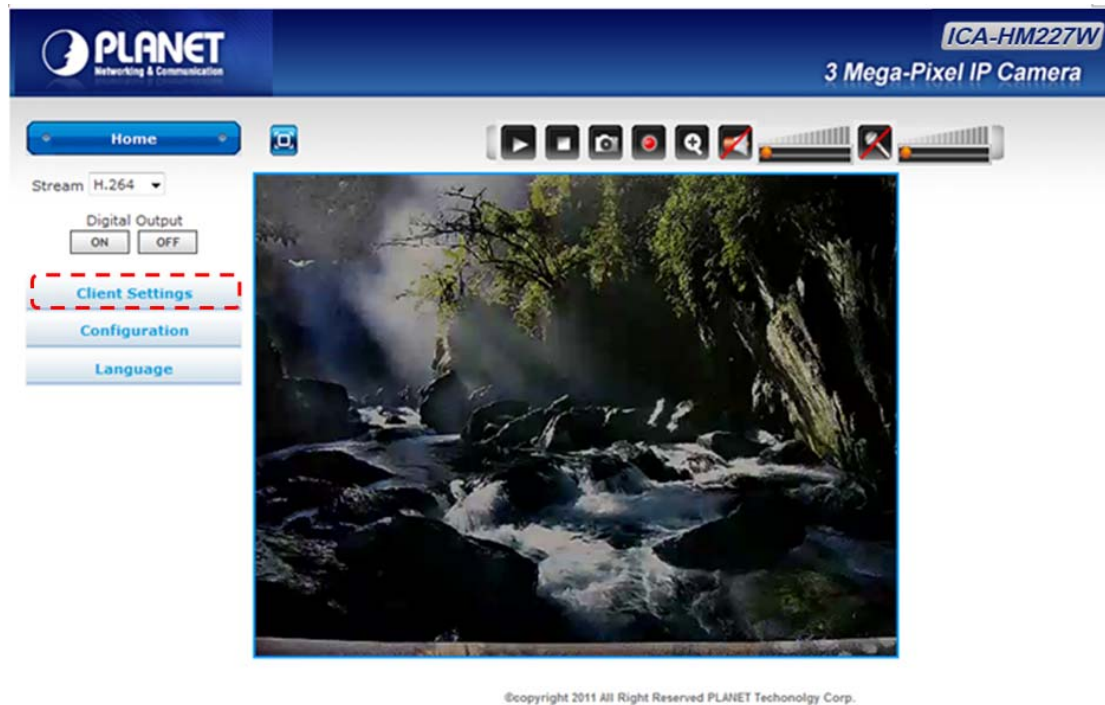 PLANET
Networking & Communication
ICA-HM227W
3 Mega-Pixel IP Camera
Home
Stream H.264
Digital Output
ON OFF
Client Settings
Configuration
Language
©copyright 2011 All Right Reserved PLANET Techonolgy Corp.